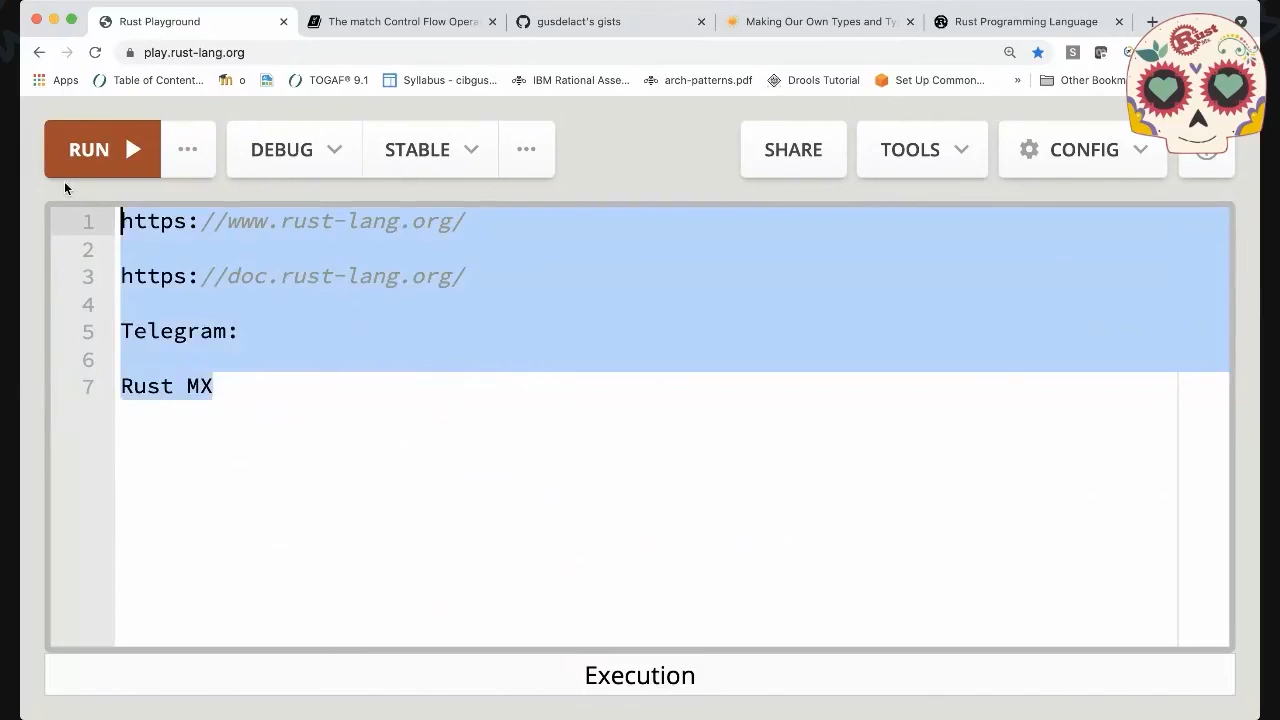 Rust Playground
The match Control Flow Opera
gusdelact's gists
Making Our Own Types and Ty
Rust Programming Language
play.rust-lang.org
S
Apps
Table of Content...
o
TOGAF® 9.1
Syllabus - cibgus...
IBM Rational Asse...
arch-patterns.pdf
Drools Tutorial
Set Up Common...
»
Other Bookm
Rust
RUN
DEBUG
STABLE
SHARE
TOOLS
CONFIG
1 https://www.rust-lang.org/
2
3 https://doc.rust-lang.org/
4
5 Telegram:
6
7 Rust MX
Execution